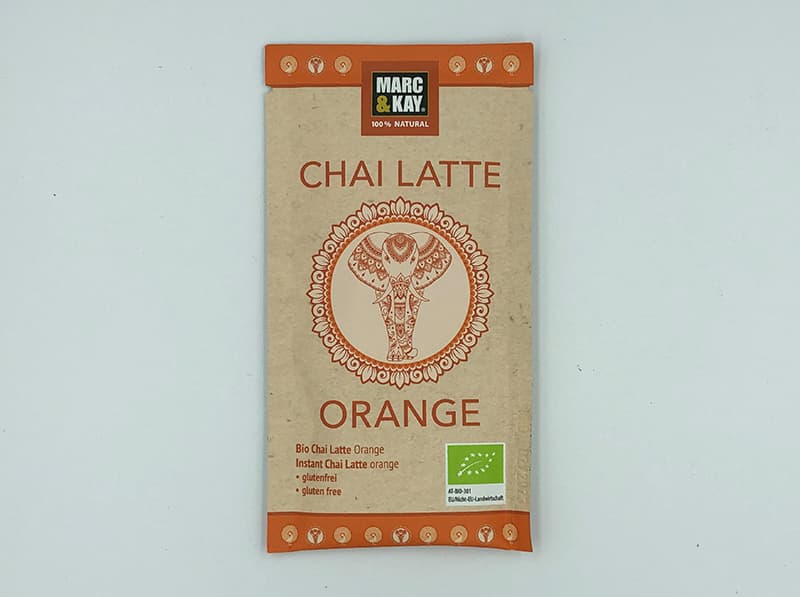 MARC
& KAY®
100% NATURAL
CHAI LATTE
ORANGE
Bio Chai Latte Orange
Instant Chai Latte orange
• glutenfrei
• gluten free
AT-BIO-301
EU/Nicht-EU-Landwirtschaft